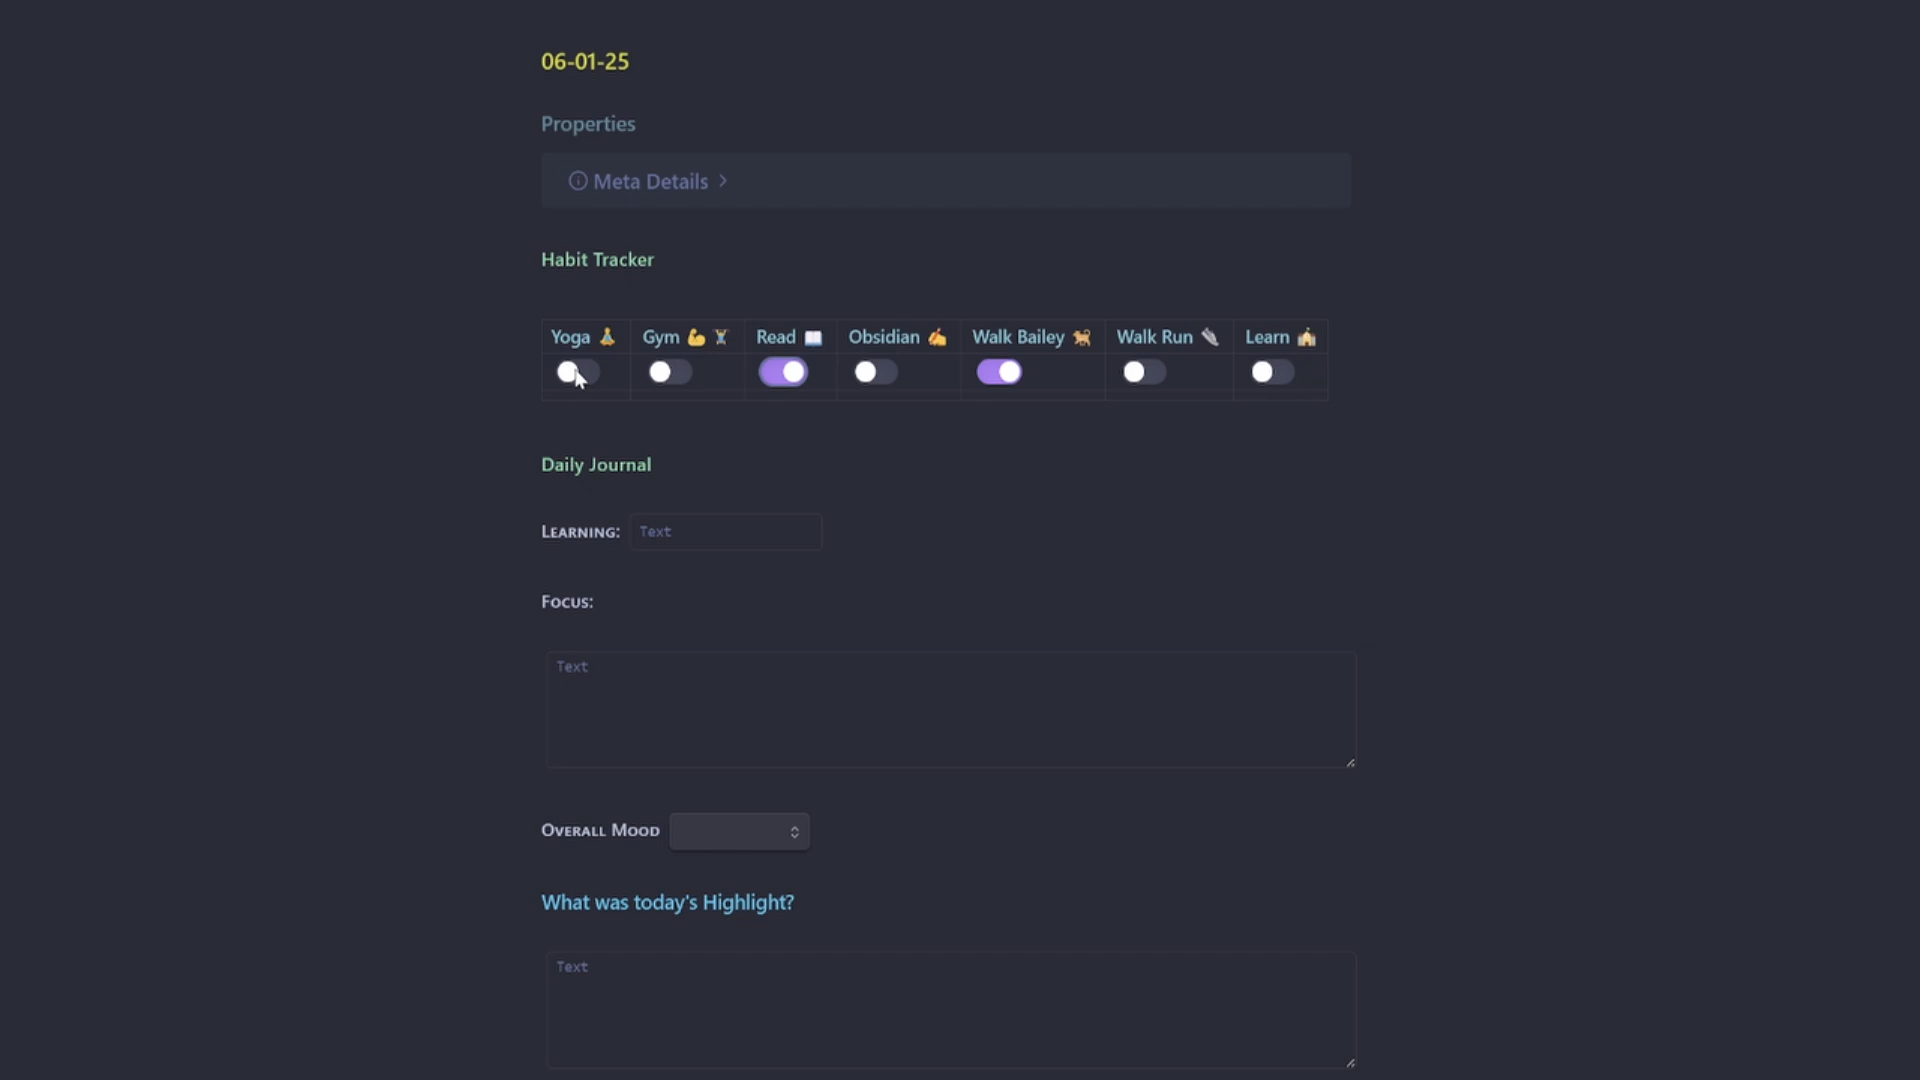 06-01-25
Properties
Meta Details
Habit Tracker
Yoga 🧘 Gym 💪 🏋 Read 📖 Obsidian ✍ Walk Bailey 🐕 Walk Run 🪶 Learn 🏫
Daily Journal
LEARNING: Text
FOCUS:
Text
OVERALL MOOD
What was today's Highlight?
Text